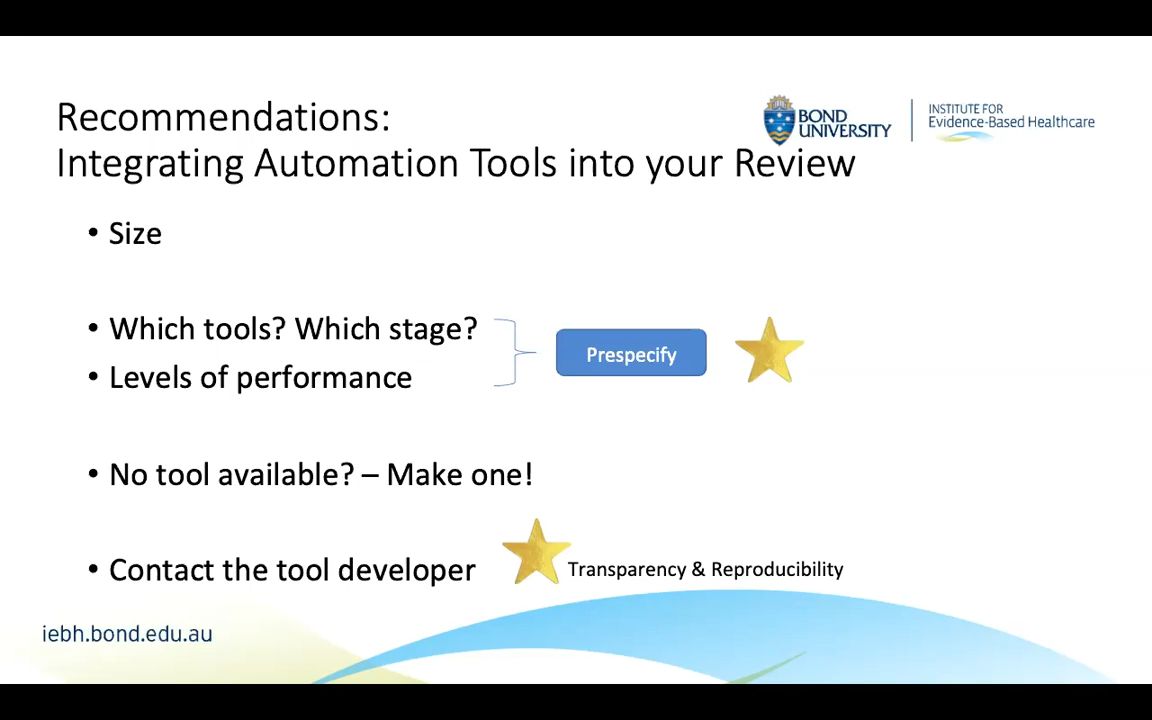 Recommendations:
Integrating Automation Tools into your Review
BOND
UNIVERSITY
INSTITUTE FOR
Evidence-Based Healthcare
• Size
• Which tools? Which stage?
• Levels of performance
Prespecify
• No tool available? – Make one!
• Contact the tool developer
Transparency & Reproducibility
iebh.bond.edu.au